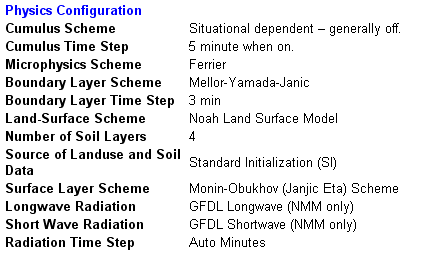 Physics Configuration
Cumulus Scheme Situational dependent – generally off.
Cumulus Time Step 5 minute when on.
Microphysics Scheme Ferrier
Boundary Layer Scheme Mellor-Yamada-Janic
Boundary Layer Time Step 3 min
Land-Surface Scheme Noah Land Surface Model
Number of Soil Layers 4
Source of Landuse and Soil
Data Standard Initialization (SI)
Surface Layer Scheme Monin-Obukhov (Janjic Eta) Scheme
Longwave Radiation GFDL Longwave (NMM only)
Short Wave Radiation GFDL Shortwave (NMM only)
Radiation Time Step Auto Minutes